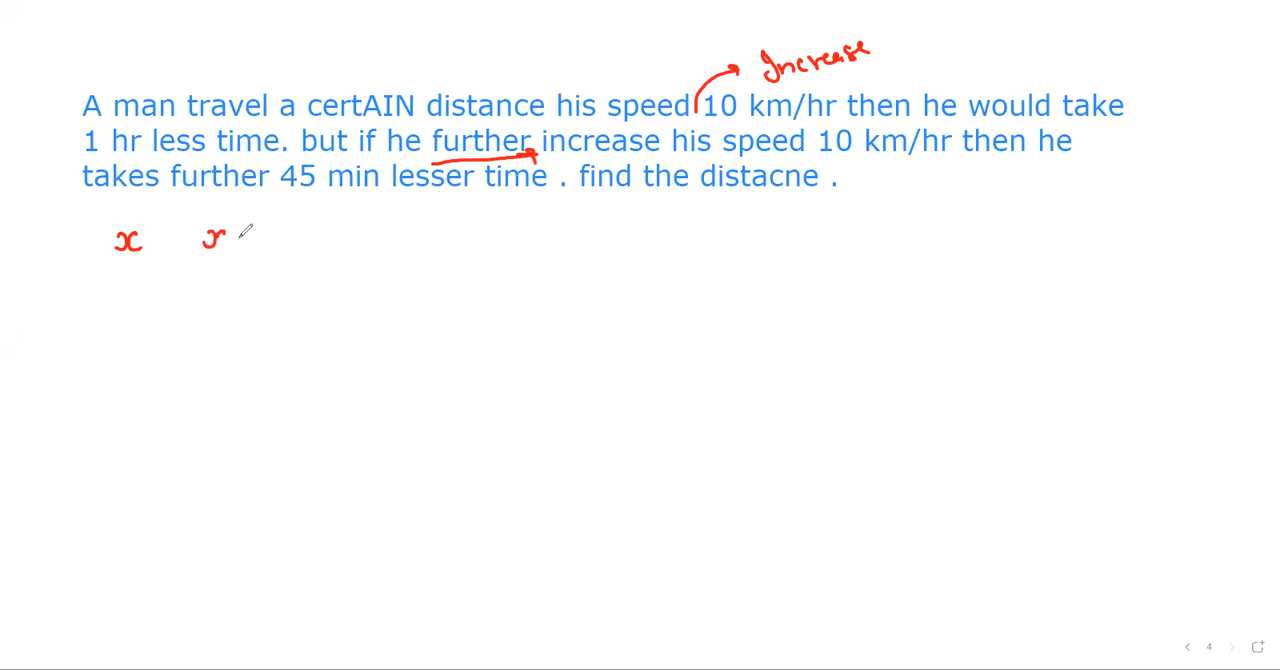 Increase
A man travel a certAIN distance his speed 10 km/hr then he would take
1 hr less time. but if he further increase his speed 10 km/hr then he
takes further 45 min lesser time . find the distacne .
x x
4